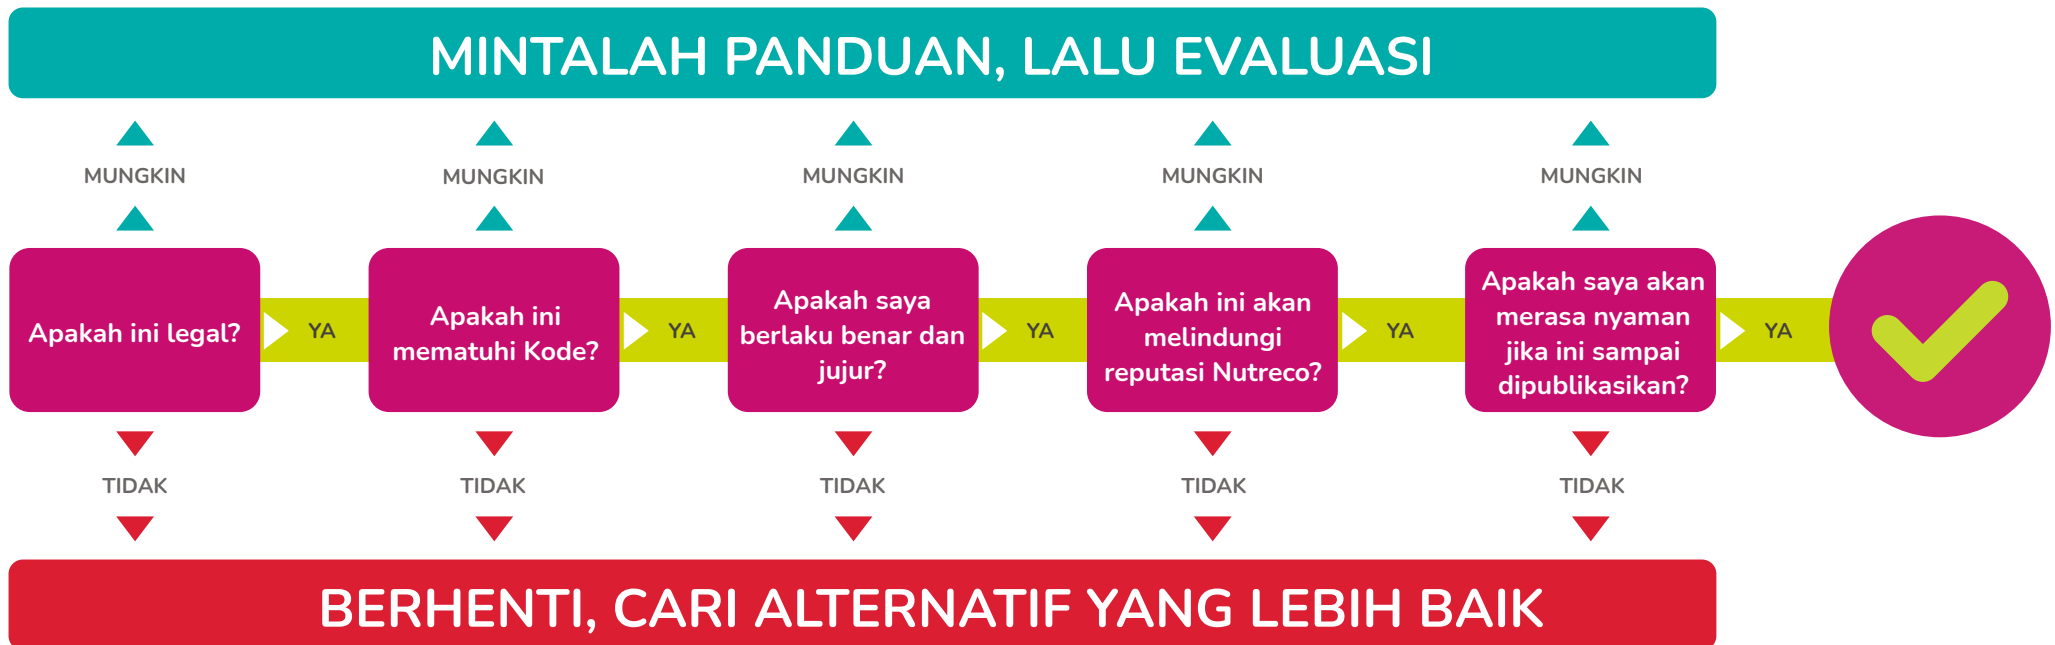 MINTALAH PANDUAN, LALU EVALUASI
MUNGKIN
MUNGKIN
MUNGKIN
MUNGKIN
MUNGKIN
Apakah ini legal?
YA
Apakah ini
mematuhi Kode?
YA
Apakah saya
berlaku benar dan
jujur?
YA
Apakah ini akan
melindungi
reputasi Nutreco?
YA
Apakah saya akan
merasa nyaman
jika ini sampai
dipublikasikan?
YA
TIDAK
TIDAK
TIDAK
TIDAK
TIDAK
BERHENTI, CARI ALTERNATIF YANG LEBIH BAIK